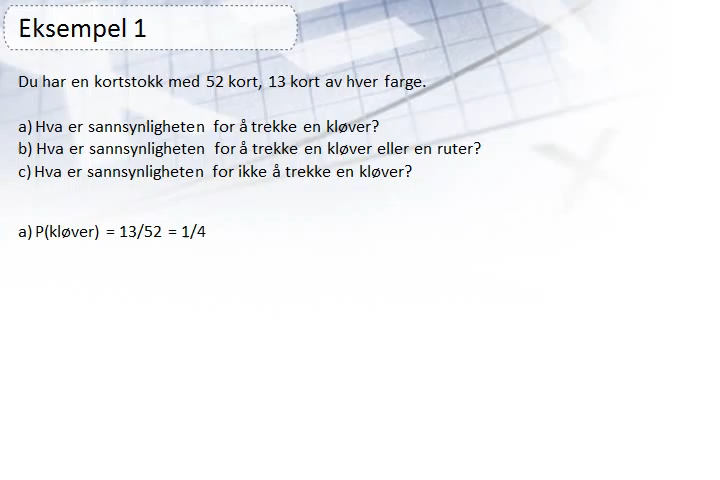 Eksempel 1
Du har en kortstokk med 52 kort, 13 kort av hver farge.
a) Hva er sannsynligheten for å trekke en kløver?
b) Hva er sannsynligheten for å trekke en kløver eller en ruter?
c) Hva er sannsynligheten for ikke å trekke en kløver?
a) P(kløver) = 13/52 = 1/4